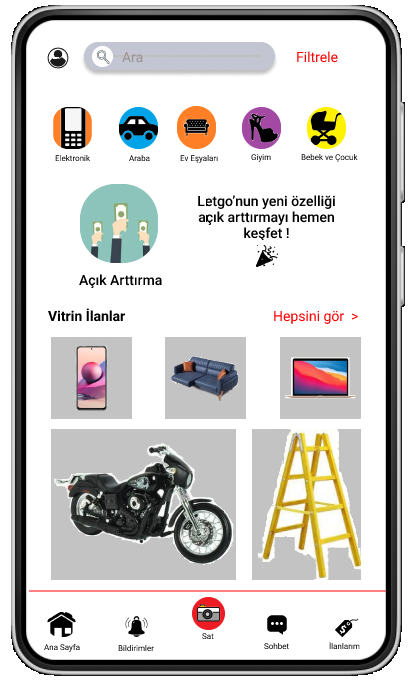 Ara
Filtrele
Elektronik
Araba
Ev Eşyaları
Giyim
Bebek ve Çocuk
Letgo'nun yeni özelliği
açık arttırmayı hemen
keşfet !
Açık Arttırma
Vitrin İlanlar
Hepsini gör >
Ana Sayfa
Bildirimler
Sat
Sohbet
İlanlarım